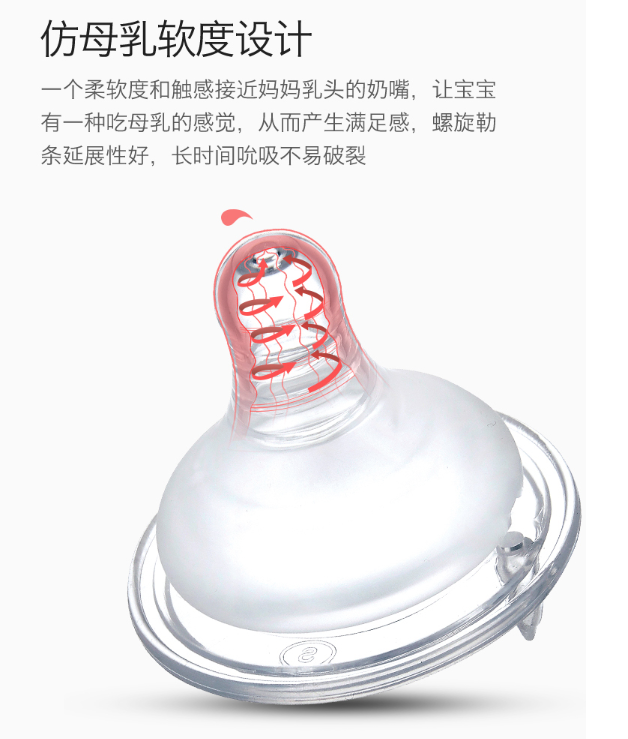 仿母乳软度设计
一个柔软度和触感接近妈妈乳头的奶嘴，让宝宝
有一种吃母乳的感觉，从而产生满足感，螺旋勒
条延展性好，长时间吮吸不易破裂